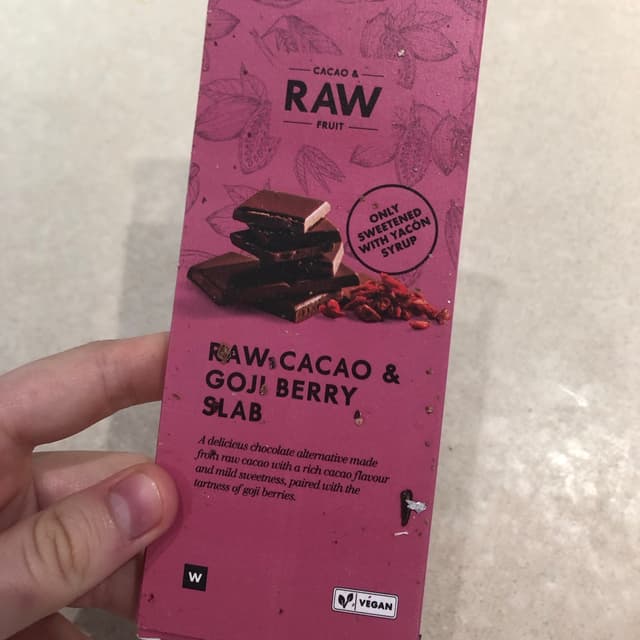 CACAO &
RAW
FRUIT
ONLY
SWEETENED
WITH YACÓN
SYRUP
RAW CACAO &
GOJI BERRY
SLAB
A delicious chocolate alternative made
from raw cacao with a rich cacao flavour
and mild sweetness, paired with the
tartness of goji berries.
W
V VEGAN